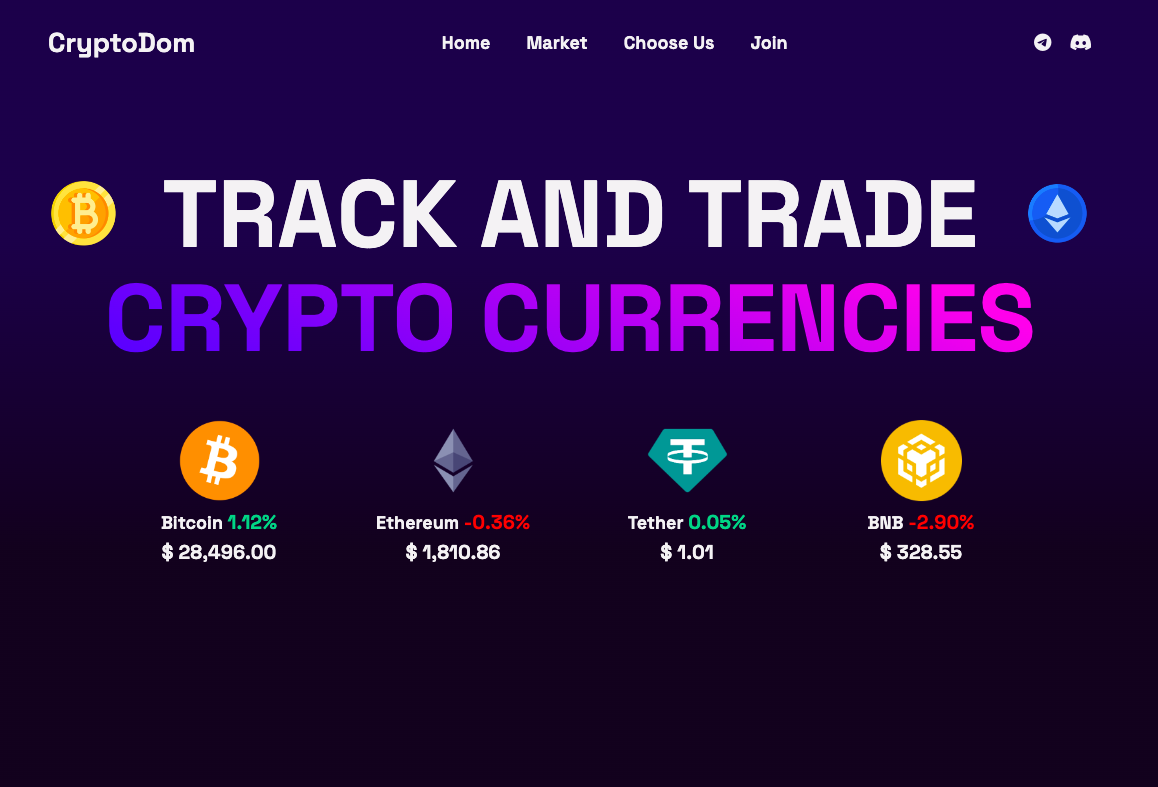 CryptoDom
Home Market Choose Us Join
TRACK AND TRADE
CRYPTO CURRENCIES
Bitcoin 1.12% Ethereum -0.36% Tether 0.05% BNB -2.90%
$ 28,496.00 $ 1,810.86 $ 1.01 $ 328.55